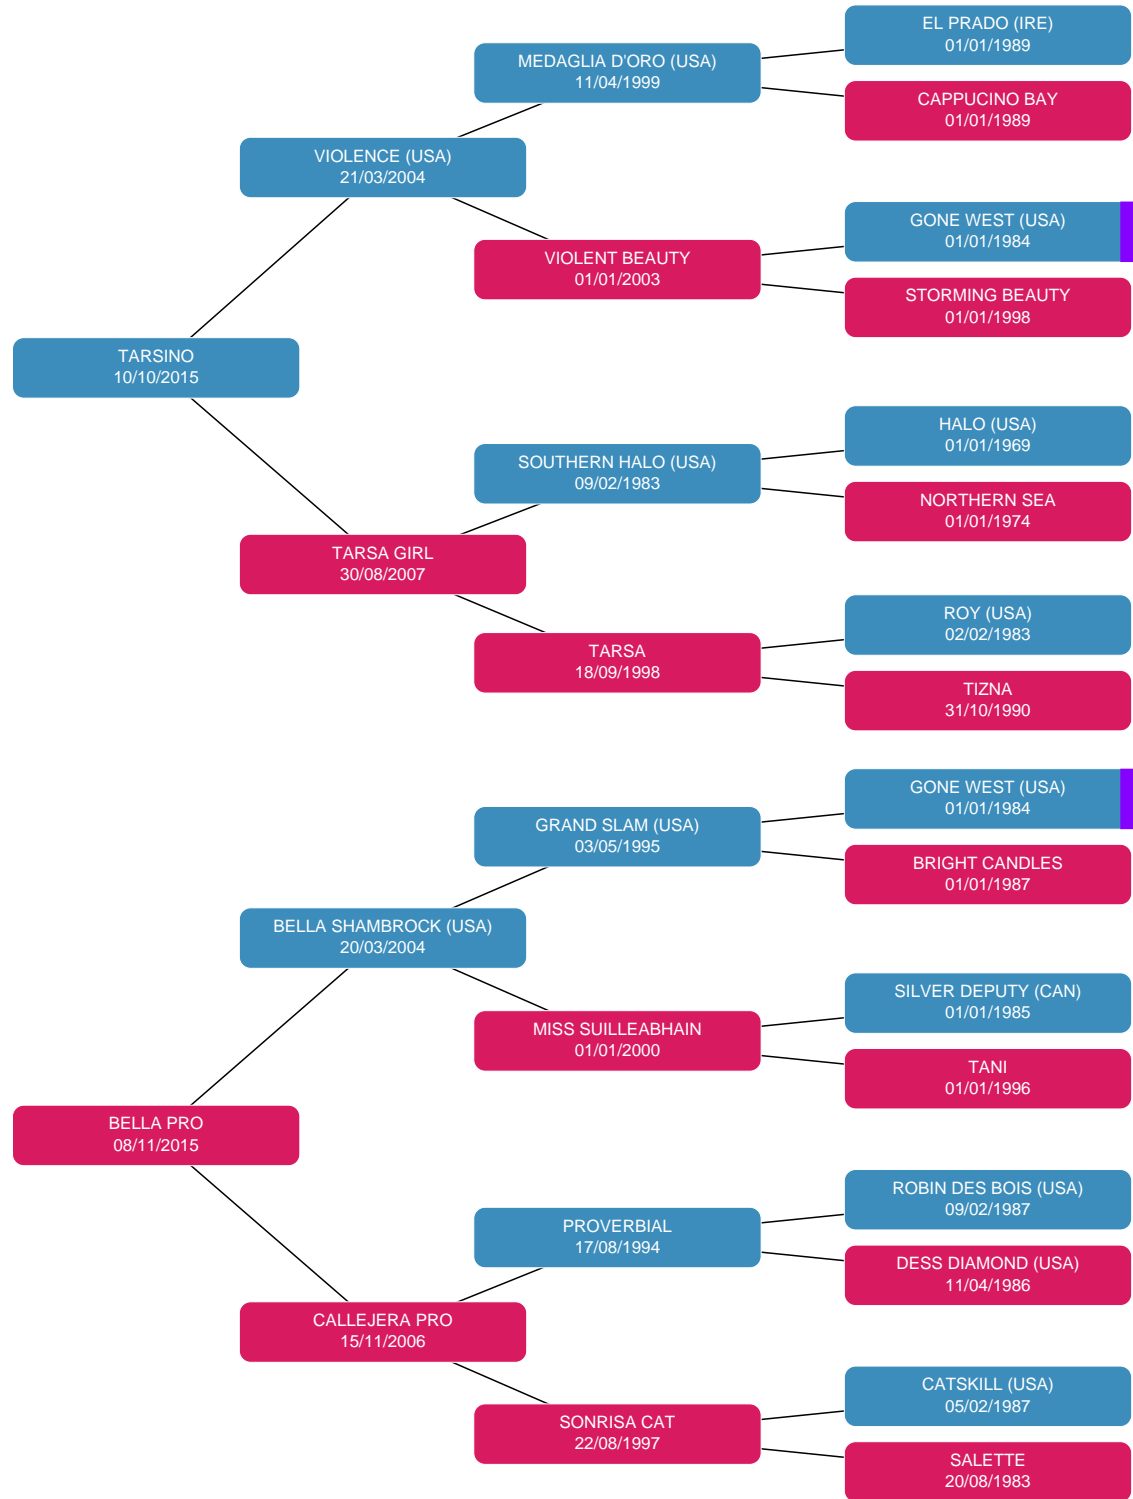 EL PRADO (IRE)
01/01/1989
MEDAGLIA D'ORO (USA)
11/04/1999
CAPPUCINO BAY
01/01/1989
VIOLENCE (USA)
21/03/2004
GONE WEST (USA)
01/01/1984
VIOLENT BEAUTY
01/01/2003
STORMING BEAUTY
01/01/1998
TARSINO
10/10/2015
HALO (USA)
01/01/1969
SOUTHERN HALO (USA)
09/02/1983
NORTHERN SEA
01/01/1974
TARSA GIRL
30/08/2007
ROY (USA)
02/02/1983
TARSA
18/09/1998
TIZNA
31/10/1990
GONE WEST (USA)
01/01/1984
GRAND SLAM (USA)
03/05/1995
BRIGHT CANDLES
01/01/1987
BELLA SHAMBROCK (USA)
20/03/2004
SILVER DEPUTY (CAN)
01/01/1985
MISS SUILLEABHAIN
01/01/2000
TANI
01/01/1996
BELLA PRO
08/11/2015
ROBIN DES BOIS (USA)
09/02/1987
PROVERBIAL
17/08/1994
DESS DIAMOND (USA)
11/04/1986
CALLEJERA PRO
15/11/2006
CATSKILL (USA)
05/02/1987
SONRISA CAT
22/08/1997
SALETTE
20/08/1983